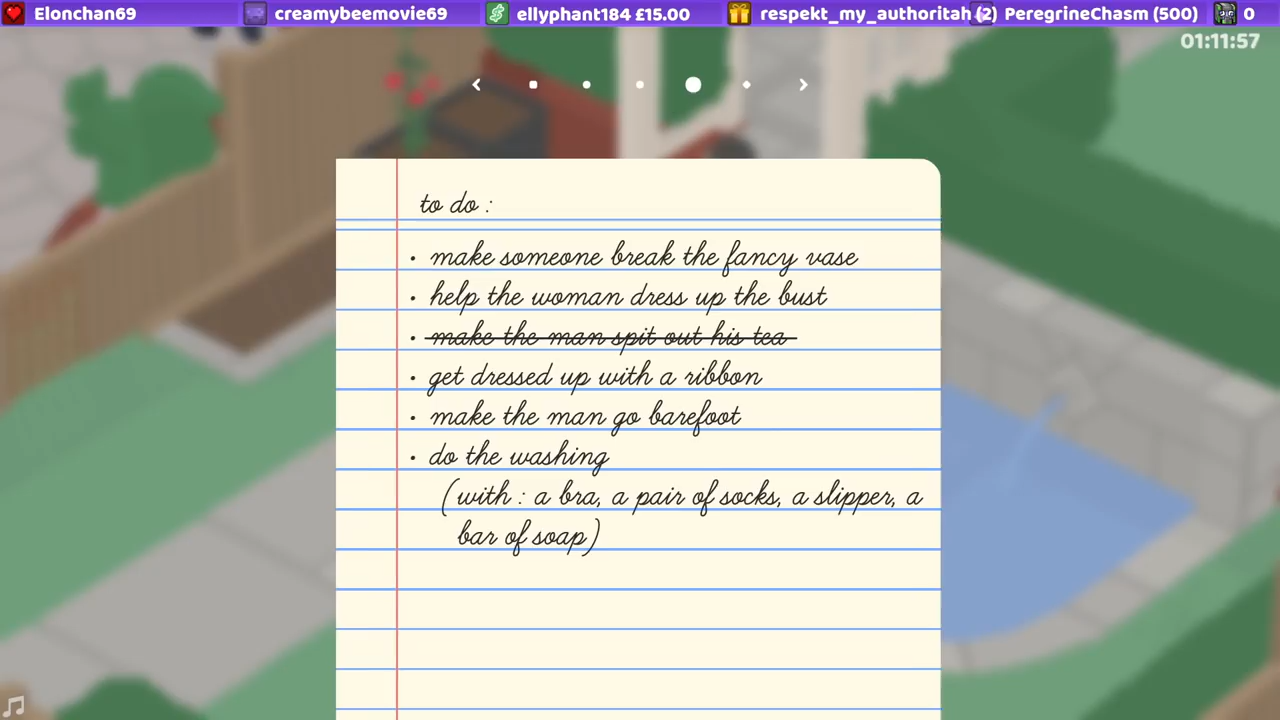 Elonchan69 creamybeemovie69 ellyphant184 £15.00 respekt_my_authoritah (2) PeregrineChasm (500) 0
01:11:57
to do :
• make someone break the fancy vase
• help the woman dress up the bust
• make the man spit out his tea
• get dressed up with a ribbon
• make the man go barefoot
• do the washing
(with : a bra, a pair of socks, a slipper, a
bar of soap)